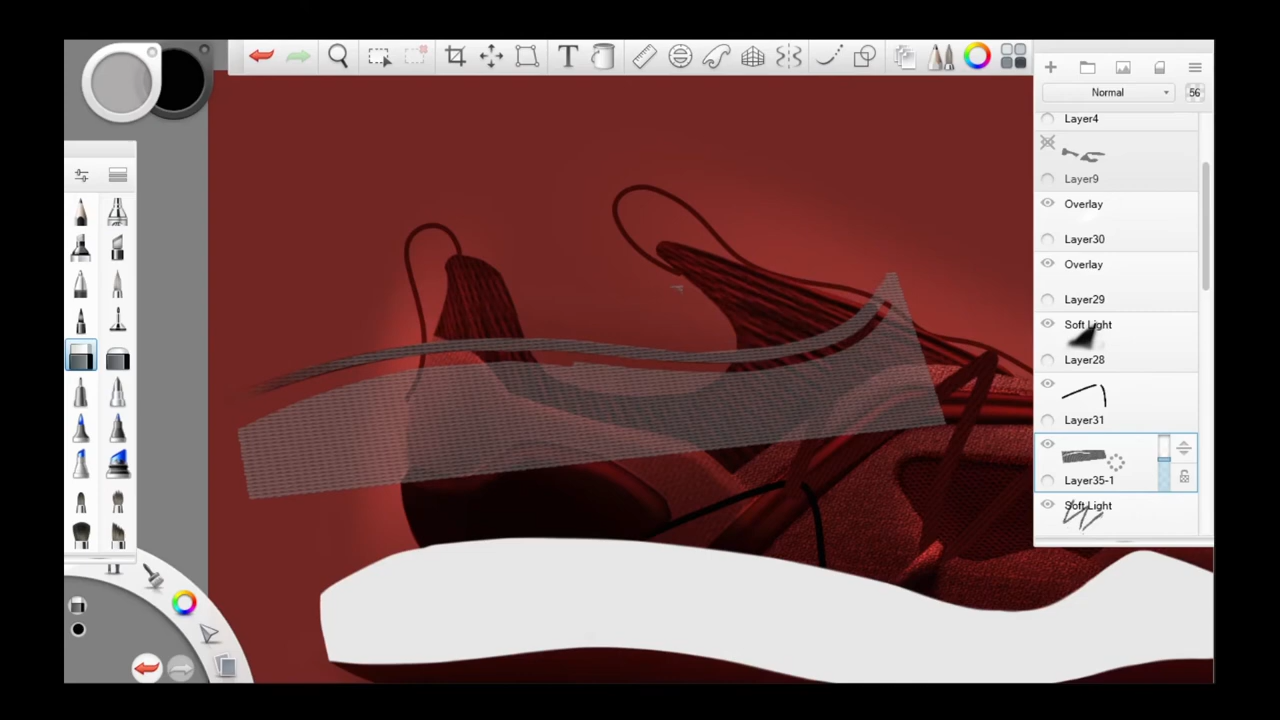 T
Normal
56
Layer4
Layer9
Overlay
Layer30
Overlay
Layer29
Soft Light
Layer28
Layer31
Layer35-1
Soft Light